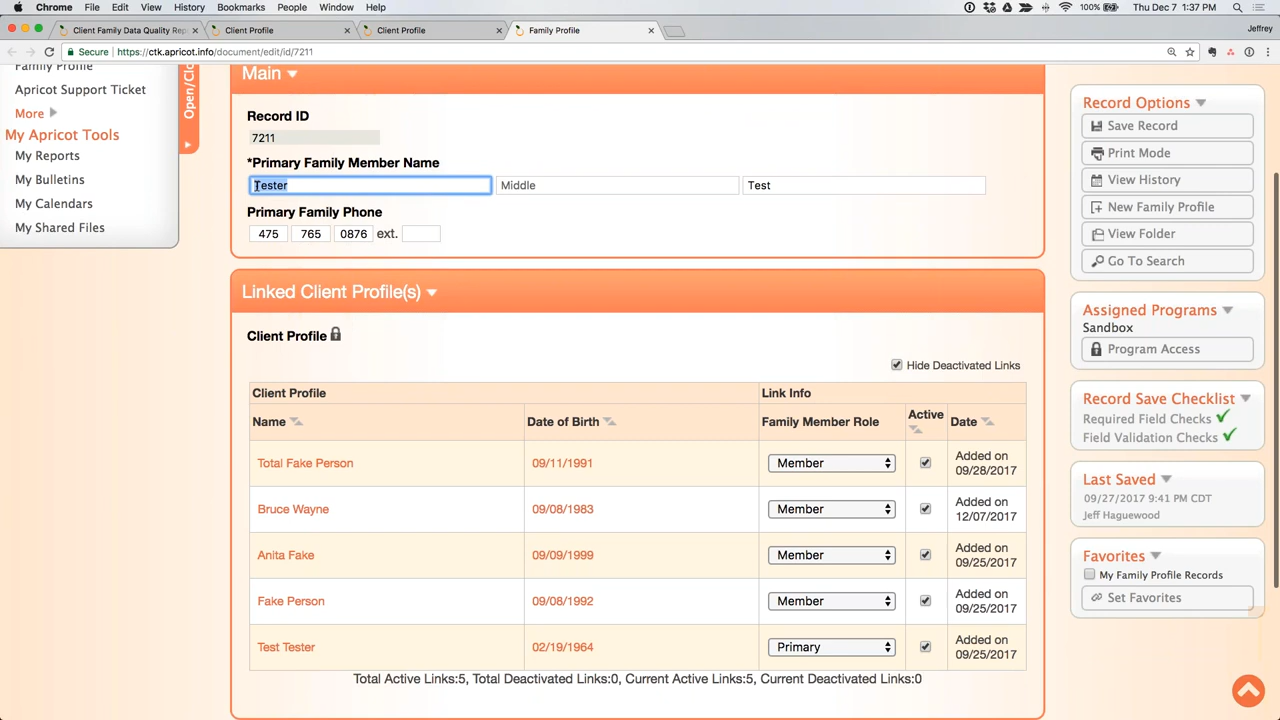 Chrome File Edit View History Bookmarks People Window Help 100% Thu Dec 7 1:37 PM
Client Family Data Quality Rep Client Profile Client Profile Family Profile Jeffrey
Secure https://ctk.apricot.info/document/edit/id/7211
Family Profile
Apricot Support Ticket
More
My Apricot Tools
My Reports
My Bulletins
My Calendars
My Shared Files
Open/Clo
Main
Record ID
7211
*Primary Family Member Name
Tester Middle Test
Primary Family Phone
475 765 0876 ext.
Linked Client Profile(s)
Client Profile
Hide Deactivated Links
Client Profile Link Info
Name Date of Birth Family Member Role Active Date
Total Fake Person 09/11/1991 Member Added on
09/28/2017
Bruce Wayne 09/08/1983 Member Added on
12/07/2017
Anita Fake 09/09/1999 Member Added on
09/25/2017
Fake Person 09/08/1992 Member Added on
09/25/2017
Test Tester 02/19/1964 Primary Added on
09/25/2017
Total Active Links:5, Total Deactivated Links:0, Current Active Links:5, Current Deactivated Links:0
Record Options
Save Record
Print Mode
View History
New Family Profile
View Folder
Go To Search
Assigned Programs
Sandbox
Program Access
Record Save Checklist
Required Field Checks
Field Validation Checks
Last Saved
09/27/2017 9:41 PM CDT
Jeff Haguewood
Favorites
My Family Profile Records
Set Favorites